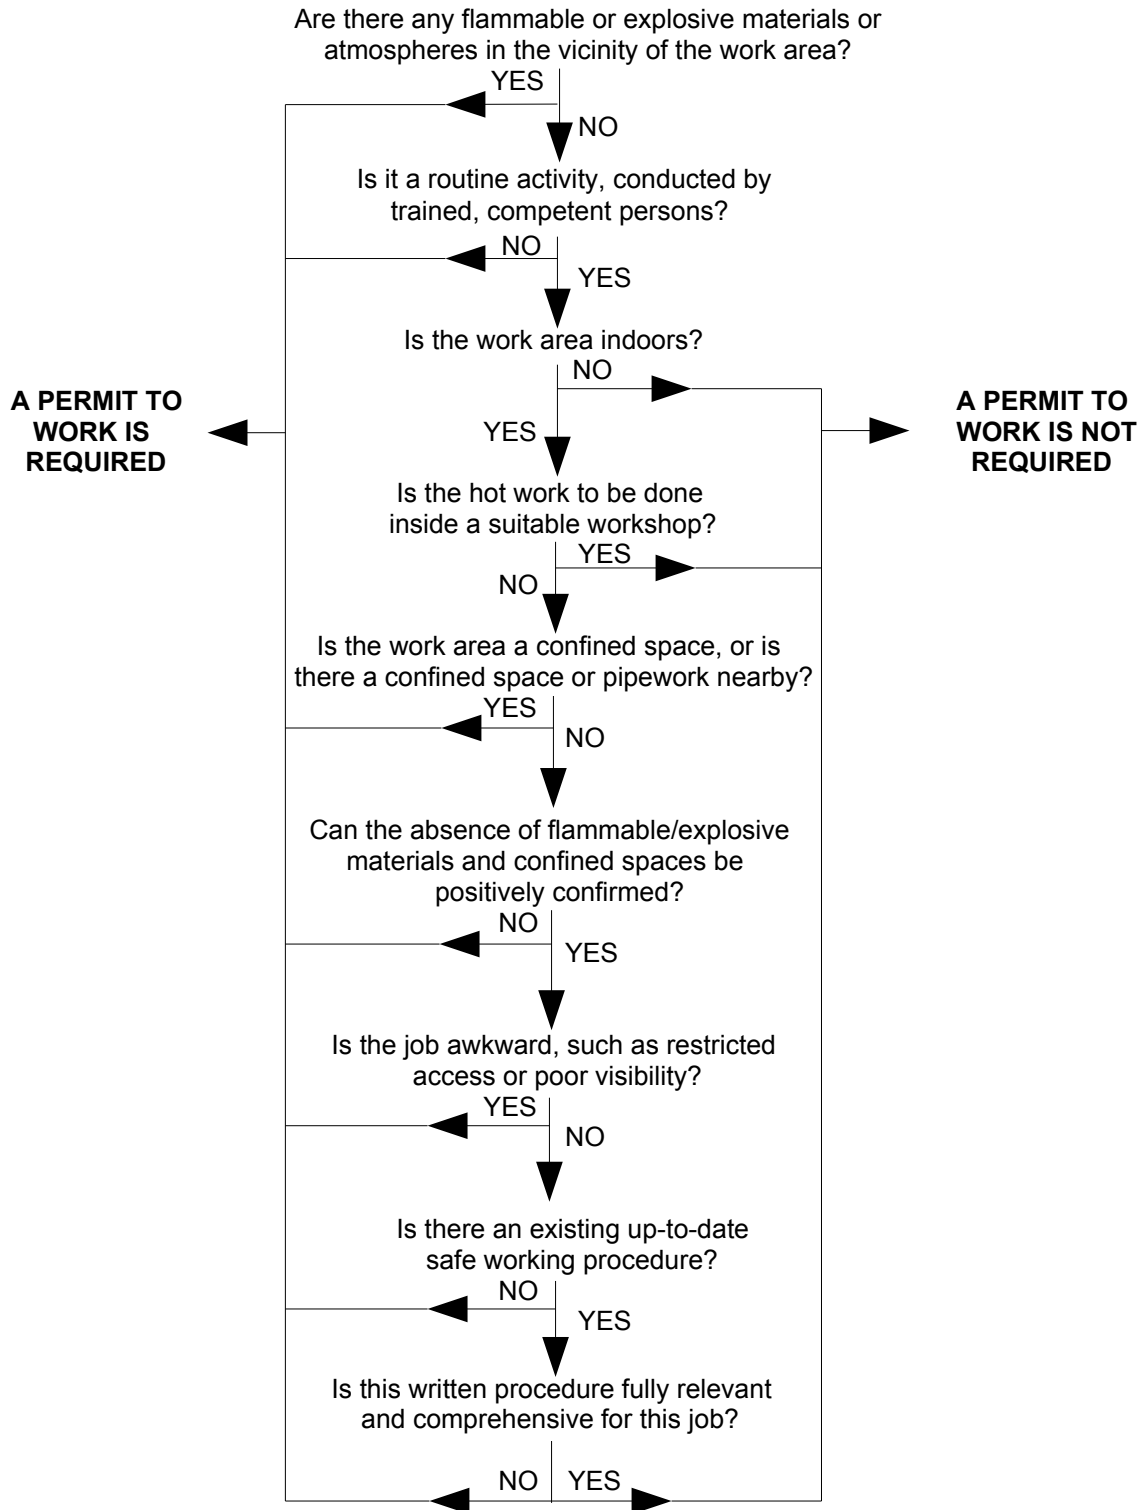 Are there any flammable or explosive materials or
atmospheres in the vicinity of the work area?
YES
NO
Is it a routine activity, conducted by
trained, competent persons?
NO
YES
Is the work area indoors?
NO
YES
A PERMIT TO
WORK IS
REQUIRED
A PERMIT TO
WORK IS NOT
REQUIRED
Is the hot work to be done
inside a suitable workshop?
YES
NO
Is the work area a confined space, or is
there a confined space or pipework nearby?
YES
NO
Can the absence of flammable/explosive
materials and confined spaces be
positively confirmed?
NO
YES
Is the job awkward, such as restricted
access or poor visibility?
YES
NO
Is there an existing up-to-date
safe working procedure?
NO
YES
Is this written procedure fully relevant
and comprehensive for this job?
NO
YES